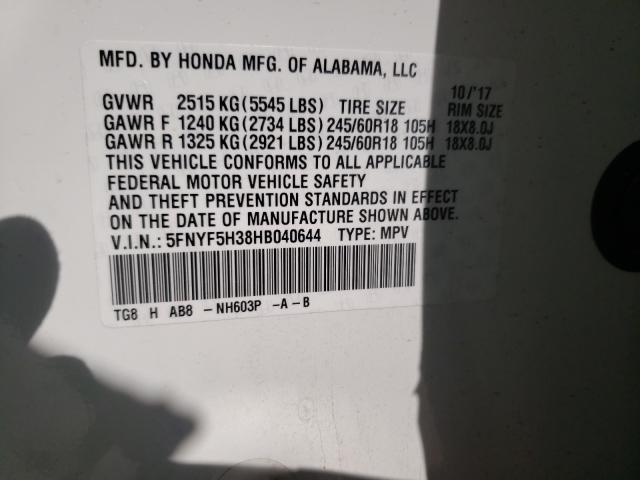 MFD. BY HONDA MFG. OF ALABAMA, LLC
10/'17
GVWR 2515 KG(5545 LBS) TIRE SIZE RIM SIZE
GAWR F 1240 KG(2734 LBS) 245/60R18 105H 18X8.0J
GAWR R 1325 KG(2921 LBS) 245/60R18 105H 18X8.0J
THIS VEHICLE CONFORMS TO ALL APPLICABLE
FEDERAL MOTOR VEHICLE SAFETY
AND THEFT PREVENTION STANDARDS IN EFFECT
ON THE DATE OF MANUFACTURE SHOWN ABOVE.
V.I.N.: 5FNYF5H38HB040644 TYPE: MPV
TG8 H AB8 -NH603P -A-B